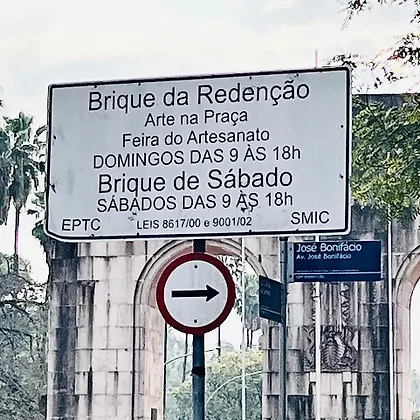 Brique da Redenção
Arte na Praça
Feira do Artesanato
DOMINGOS DAS 9 ÀS 18h
Brique de Sábado
SÁBADOS DAS 9 ÀS 18h
EPTC LEIS 8617/00 e 9001/02 SMIC
José Bonifácio
Av. José Bonifácio